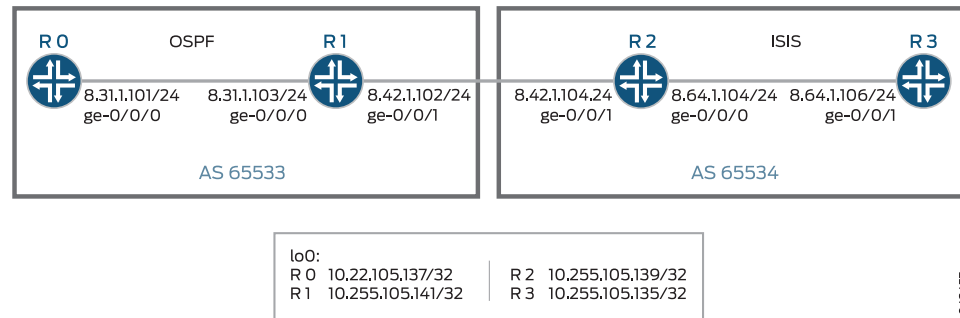 R 0
OSPF
R 1
R 2
ISIS
R 3
8.31.1.101/24
ge-0/0/0
8.31.1.103/24
ge-0/0/0
8.42.1.102/24
ge-0/0/1
8.42.1.104.24
ge-0/0/1
8.64.1.104/24
ge-0/0/0
8.64.1.106/24
ge-0/0/1
AS 65533
AS 65534
lo0:
R 0 10.22.105.137/32
R 1 10.255.105.141/32
R 2 10.255.105.139/32
R 3 10.255.105.135/32